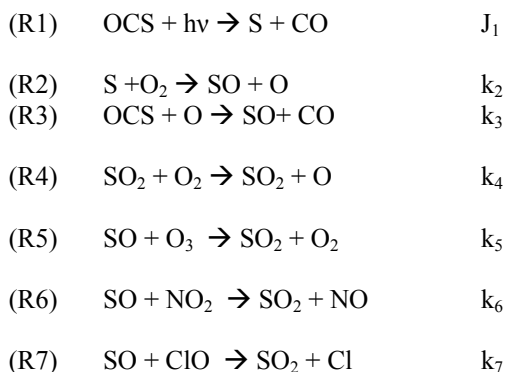 (R1) OCS + hν → S + CO J₁
(R2) S +O₂ → SO + O k₂
(R3) OCS + O → SO+ CO k₃
(R4) SO₂ + O₂ → SO₂ + O k₄
(R5) SO + O₃ → SO₂ + O₂ k₅
(R6) SO + NO₂ → SO₂ + NO k₆
(R7) SO + ClO → SO₂ + Cl k₇